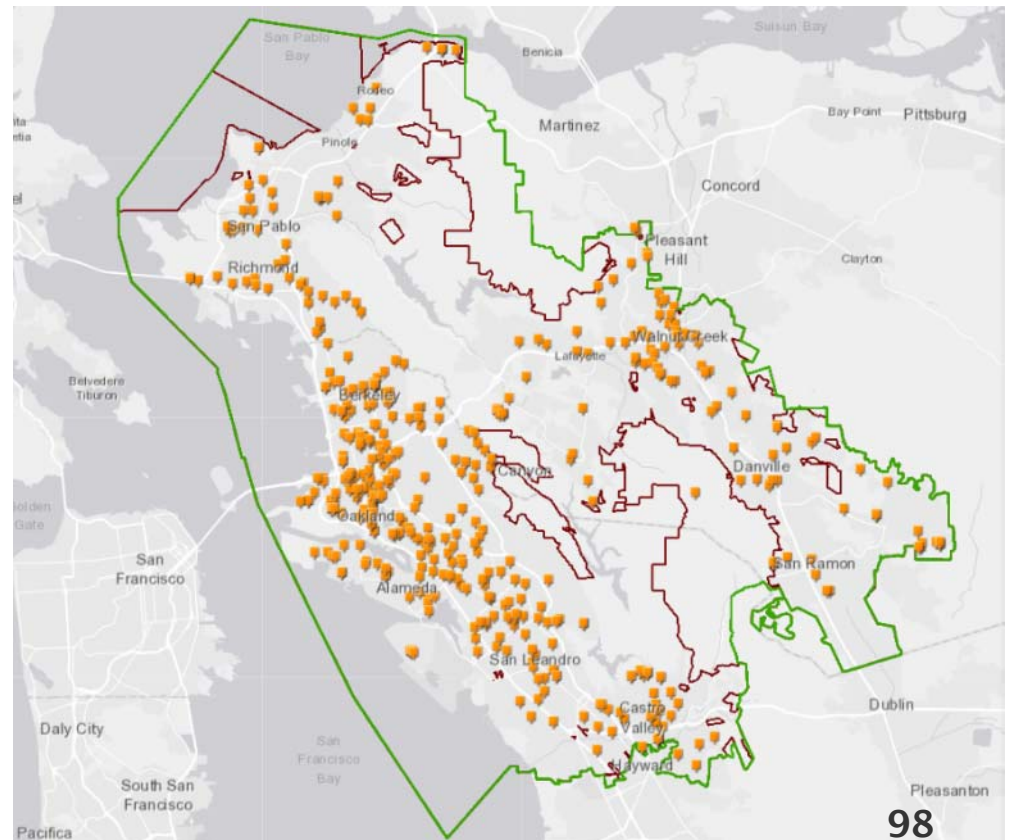 San Pablo
Bay
Suisun Bay
Benicia
Rodeo
Bay Point
Pittsburg
Martinez
Pinole
Concord
San Pablo
Pleasant
Hill
Clayton
Richmond
Walnut Creek
Lafayette
Belvedere
Tiburon
Berkeley
Danville
Canyon
Golden
Gate
Oakland
San
Francisco
San Ramon
Alameda
San Leandro
Castro
Valley
Dublin
Daly City
San
Francisco
Bay
Hayward
South San
Francisco
Pleasanton
Pacifica
98